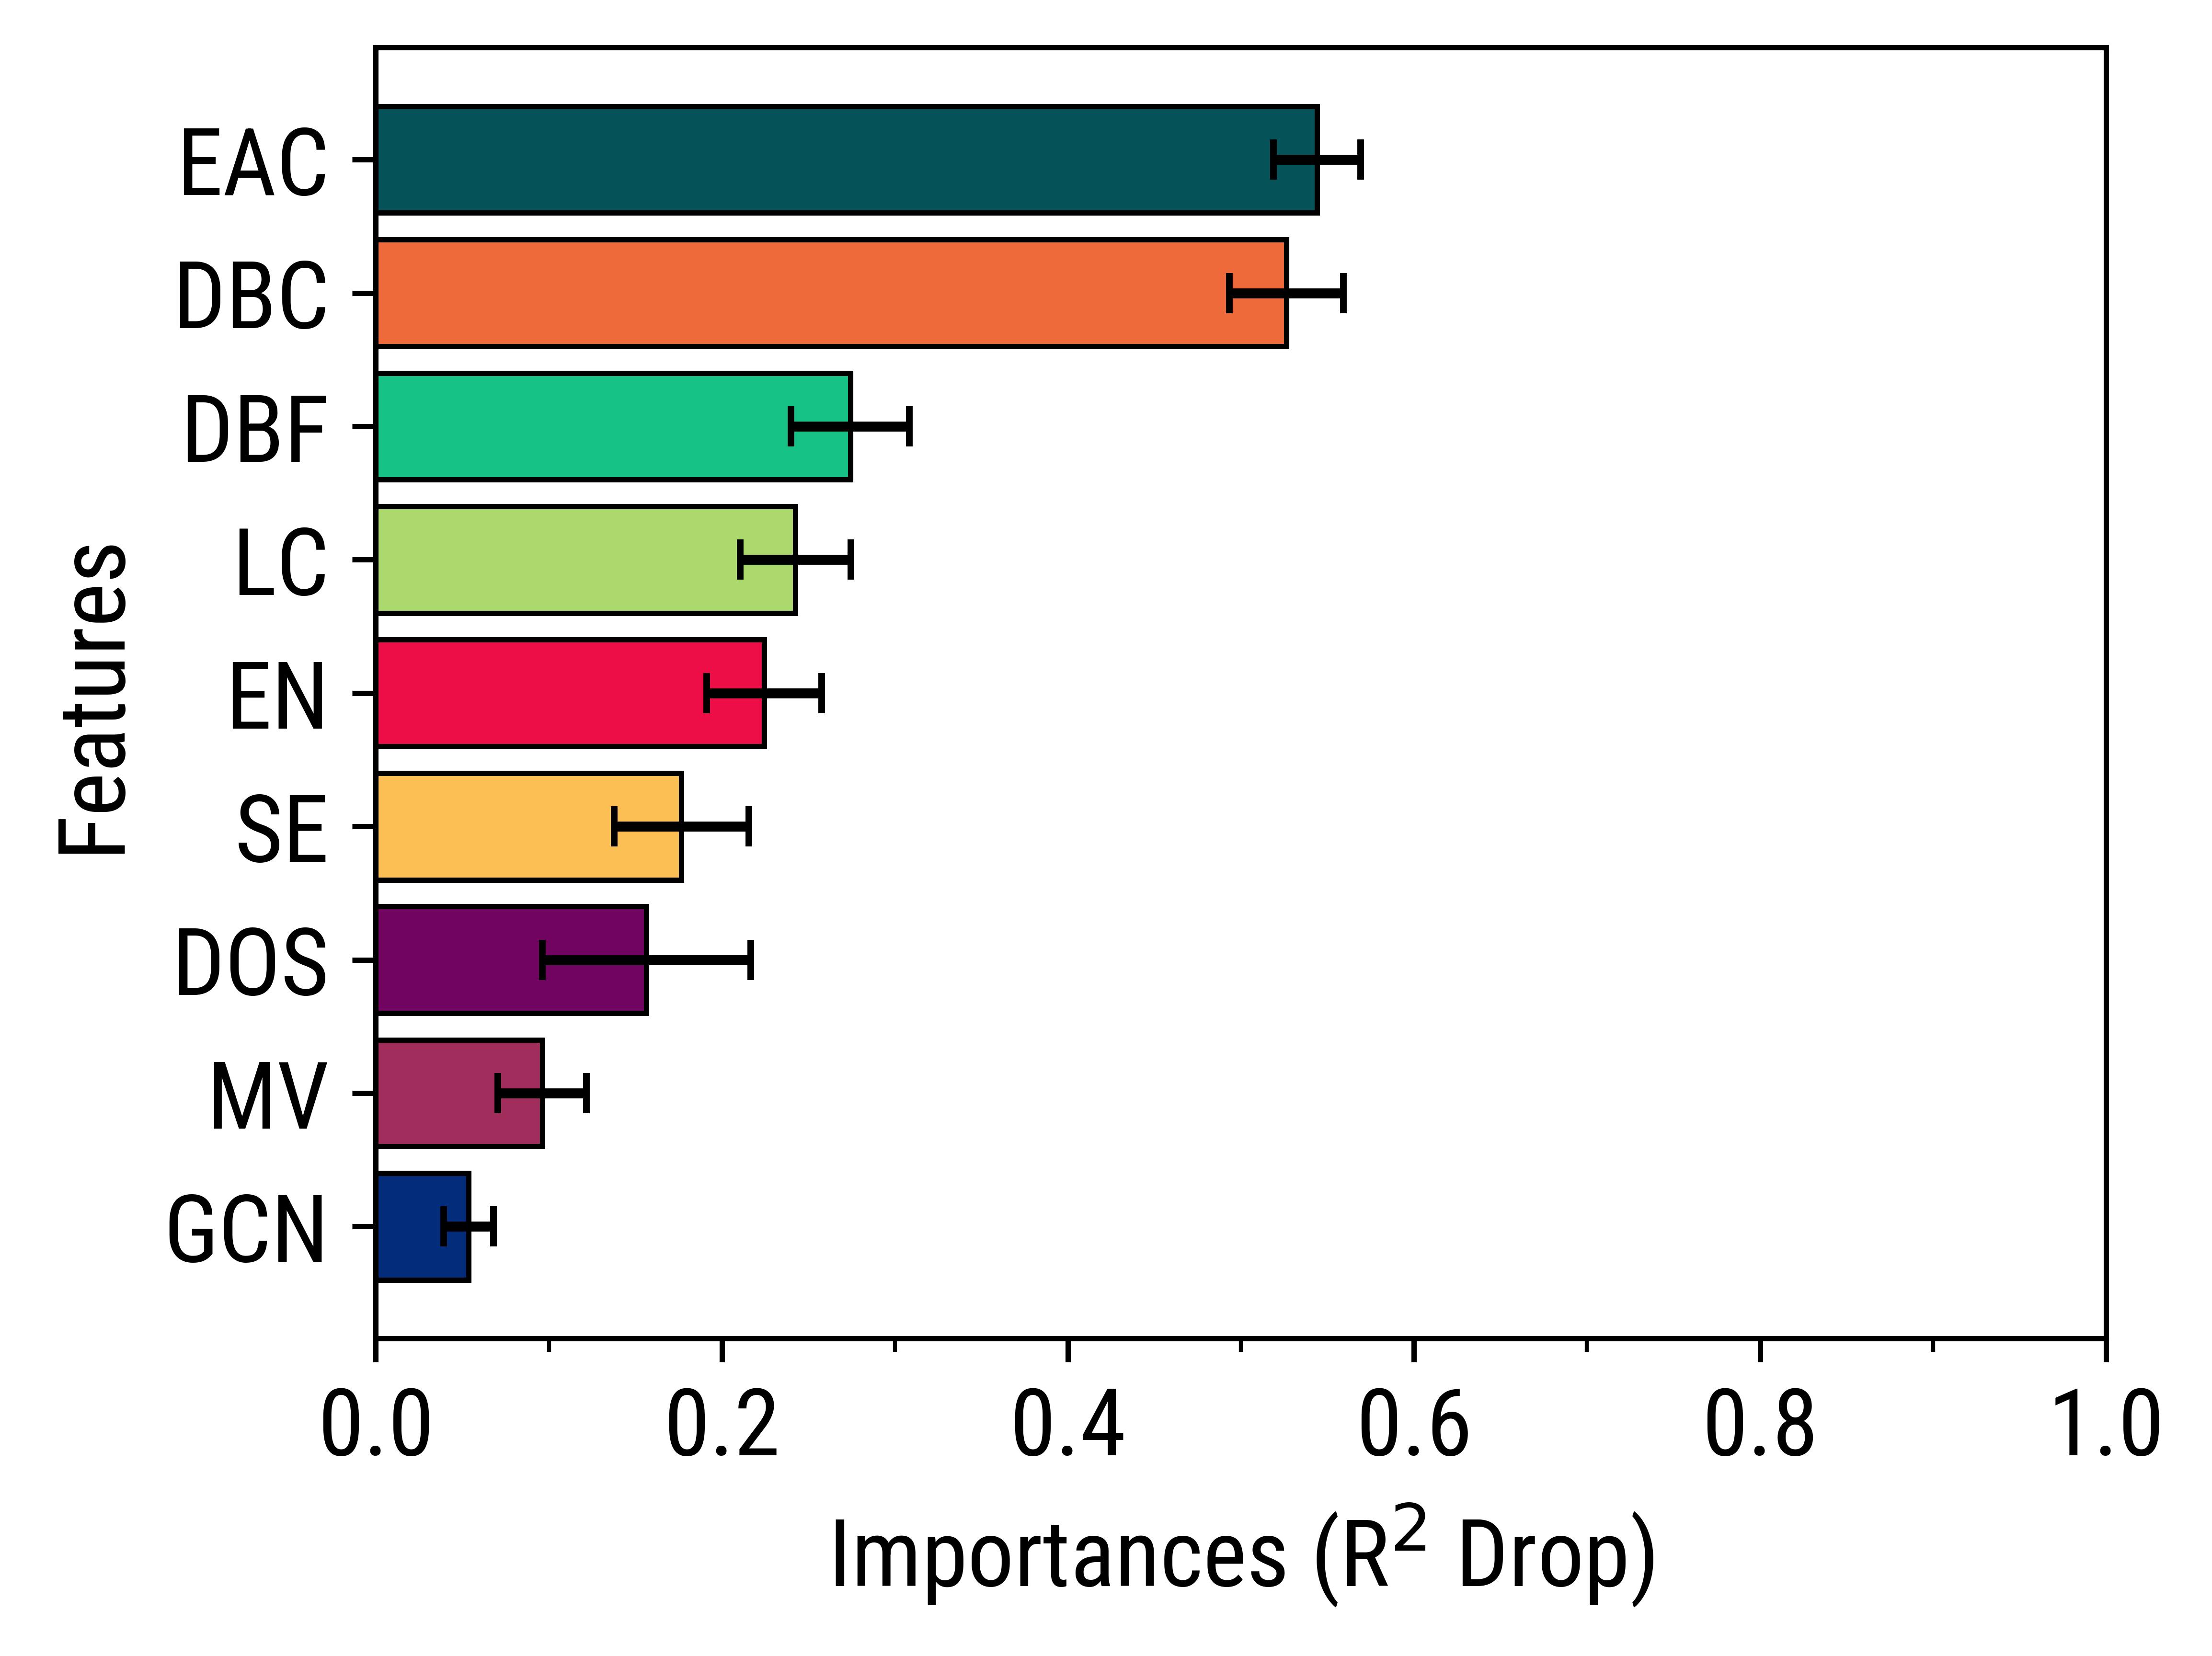 EAC
DBC
DBF
LC
EN
SE
DOS
MV
GCN
Features
0.0 0.2 0.4 0.6 0.8 1.0
Importances (R² Drop)